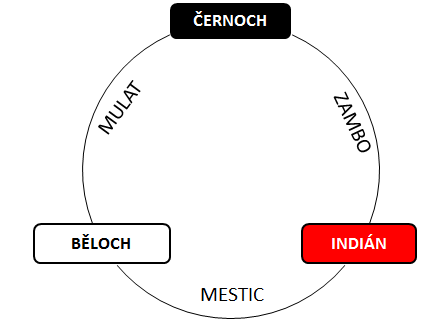 ČERNOCH
MULAT
ZAMBO
BĚLOCH
INDIÁN
MESTIC